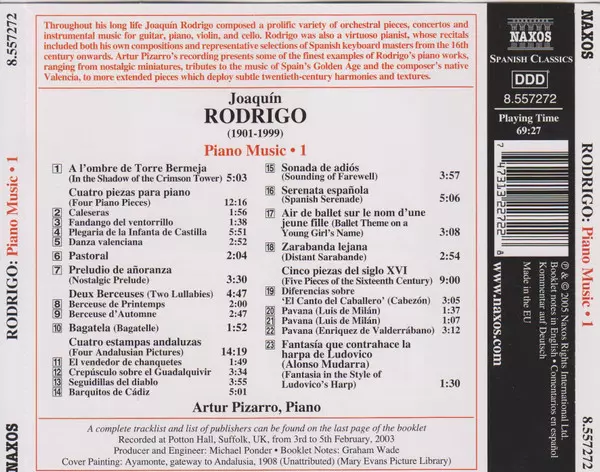 8.557272
RODRIGO: Piano Music • 1
NAXOS
Throughout his long life Joaquín Rodrigo composed a prolific variety of orchestral pieces, concertos and
instrumental music for guitar, piano, violin, and cello. Rodrigo was also a virtuoso pianist, whose recitals
included both his own compositions and representative selections of Spanish keyboard masters from the 16th
century onwards. Artur Pizarro's recording presents some of the finest examples of Rodrigo's piano works,
ranging from nostalgic miniatures, tributes to the music of Spain's Golden Age and the composer's native
Valencia, to more extended pieces which deploy subtle twentieth-century harmonies and textures.
Joaquín
RODRIGO
(1901-1999)
Piano Music • 1
1 A l'ombre de Torre Bermeja
(In the Shadow of the Crimson Tower) 5:03
Cuatro piezas para piano
(Four Piano Pieces) 12:16
2 Caleseras 1:56
3 Fandango del ventorrillo 1:38
4 Plegaria de la Infanta de Castilla 5:51
5 Danza valenciana 2:52
6 Pastoral 2:04
7 Preludio de añoranza
(Nostalgic Prelude) 3:30
Deux Berceuses (Two Lullabies) 4:47
8 Berceuse de Printemps 2:00
9 Berceuse d'Automne 2:47
10 Bagatela (Bagatelle) 1:52
Cuatro estampas andaluzas
(Four Andalusian Pictures) 14:19
11 El vendedor de chanquetes 1:49
12 Crepúsculo sobre el Guadalquivir 3:34
13 Seguidillas del diablo 3:55
14 Barquitos de Cádiz 5:01
15 Sonada de adiós
(Sounding of Farewell) 3:57
16 Serenata española
(Spanish Serenade) 5:06
17 Air de ballet sur le nom d'une
jeune fille (Ballet Theme on a
Young Girl's Name) 3:08
18 Zarabanda lejana
(Distant Sarabande) 2:54
Cinco piezas del siglo XVI
(Five Pieces of the Sixteenth Century) 9:00
19 Diferencias sobre
'El Canto del Caballero' (Cabezón) 3:05
20 Pavana (Luis de Milán) 1:37
21 Pavana (Luis de Milán) 1:07
22 Pavana (Enríquez de Valderrábano) 3:12
23 Fantasía que contrahace la
harpa de Ludovico
(Alonso Mudarra)
(Fantasia in the Style of
Ludovico's Harp) 1:30
Artur Pizarro, Piano
A complete tracklist and list of publishers can be found on the last page of the booklet
Recorded at Potton Hall, Suffolk, UK, from 3rd to 5th February, 2003
Producer and Engineer: Michael Ponder • Booklet Notes: Graham Wade
Cover Painting: Ayamonte, gateway to Andalusia, 1908 (Unattributed) (Mary Evans Picture Library)
NAXOS
SPANISH CLASSICS
DDD
8.557272
Playing Time
69:27
7 47313 27222 8
www.naxos.com
℗ & © 2005 Naxos Rights International Ltd.
Booklet notes in English • Comentarios en español
Kommentar auf Deutsch
Made in the EU
NAXOS
RODRIGO: Piano Music • 1
8.557272